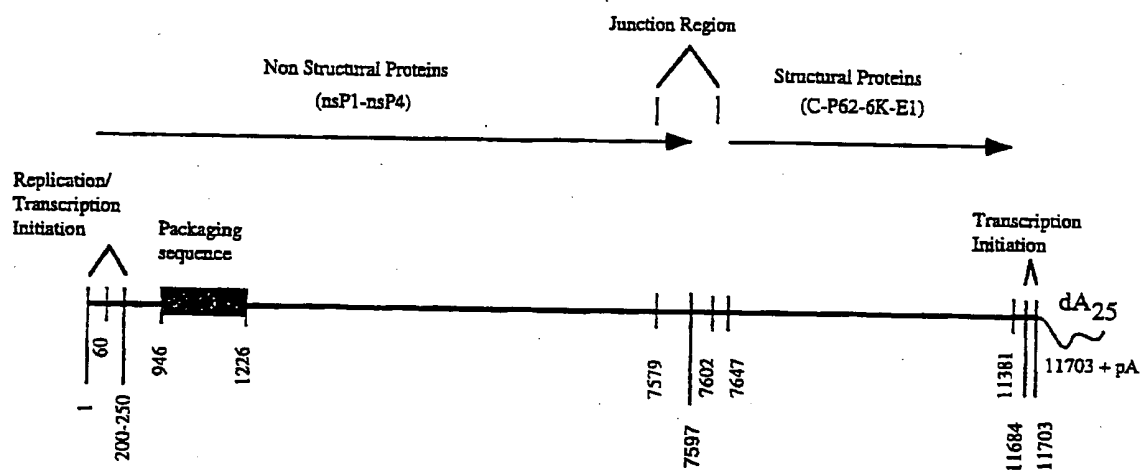 Junction Region
Non Structural Proteins
(nsP1-nsP4)
Structural Proteins
(C-P62-6K-E1)
Replication/
Transcription
Initiation
Packaging
sequence
Transcription
Initiation
dA25
1
60
200-250
946
1226
7579
7597
7602
7647
11381
11684
11703
11703 + pA